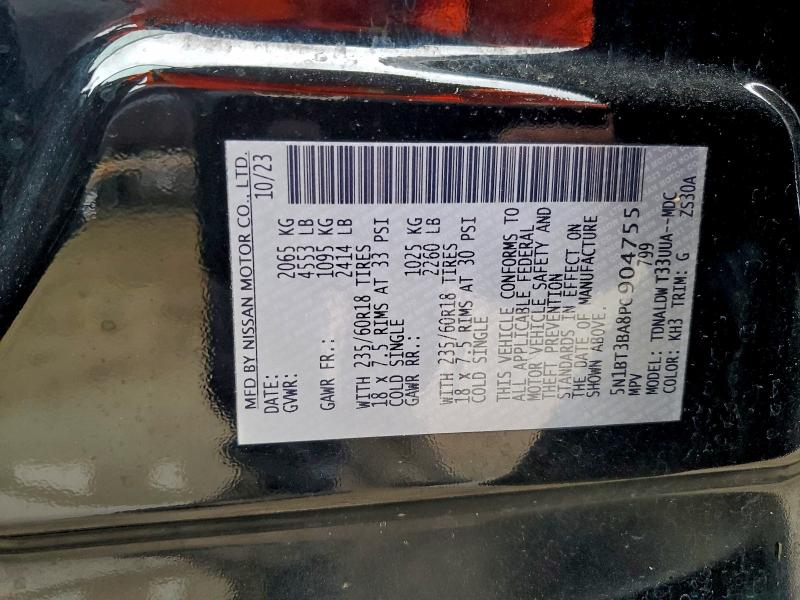 MFD BY NISSAN MOTOR CO., LTD.
DATE: 10/23
GVWR: 2065 KG
4553 LB
GAWR FR.: 1095 KG
2414 LB
WITH 235/60R18 TIRES
18 X 7.5 RIMS AT 33 PSI
COLD SINGLE
GAWR RR.: 1025 KG
2260 LB
WITH 235/60R18 TIRES
18 X 7.5 RIMS AT 30 PSI
COLD SINGLE
THIS VEHICLE CONFORMS TO
ALL APPLICABLE FEDERAL
MOTOR VEHICLE SAFETY AND
THEFT PREVENTION
STANDARDS IN EFFECT ON
THE DATE OF MANUFACTURE
SHOWN ABOVE.
5N1BT3BA8PC904755
MPV 799
MODEL: TDNALDW T33UUA--MDC
COLOR: KH3 TRIM: G ZS30A